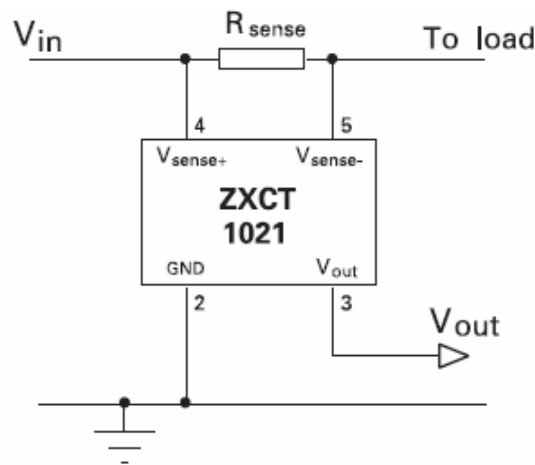 Vin
Rsense
To load
4
5
Vsense+
Vsense-
ZXCT
1021
GND
Vout
2
3
Vout